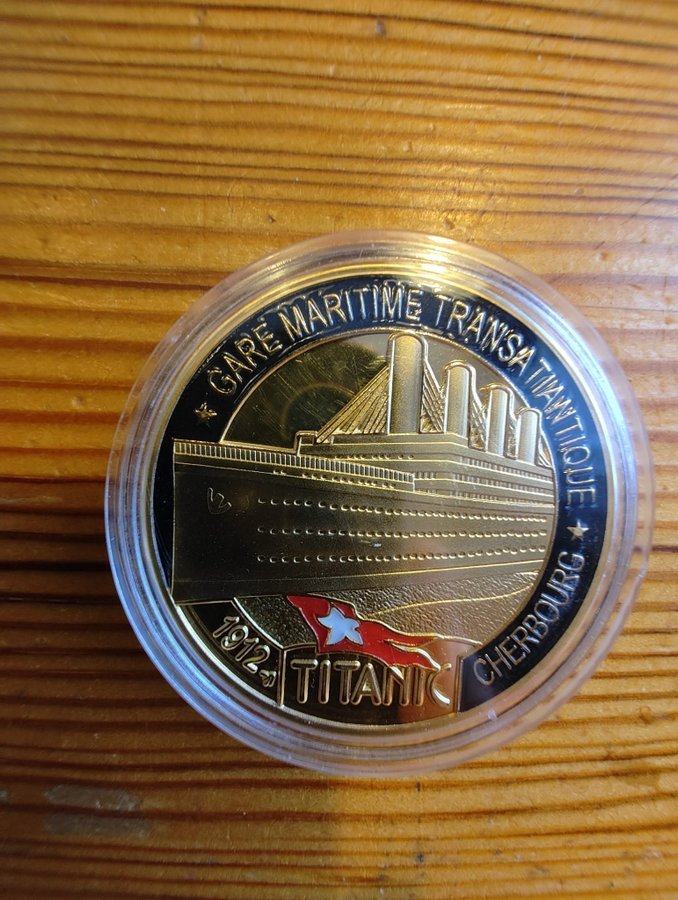 ★ GARE MARITIME TRANSATLANTIQUE ★
CHERBOURG
1912
TITANIC